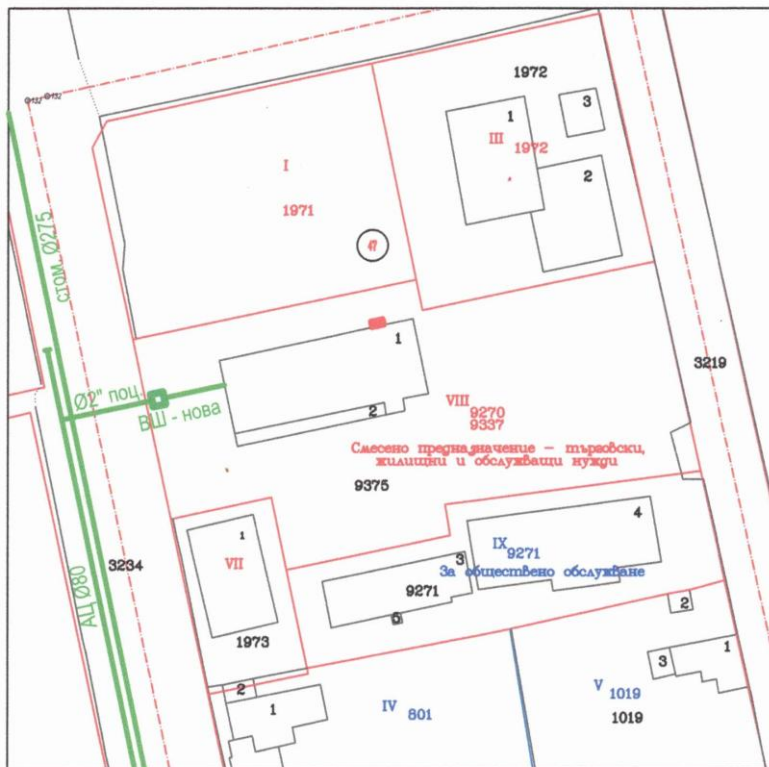 132 132
1972
1
3
III 1972
2
I
1971
47
стом. Ø275
1
3219
Ø2" поц.
ВШ - нова
2
VIII 9270
9337
Смесено предназначение – търговски,
жилищни и обслужващи нужди
9375
4
1
3234
VII
3
IX 9271
За обществено обслужване
9271
АЦ Ø80
5
1973
2
1
2
3
1
IV 801
V 1019
1019